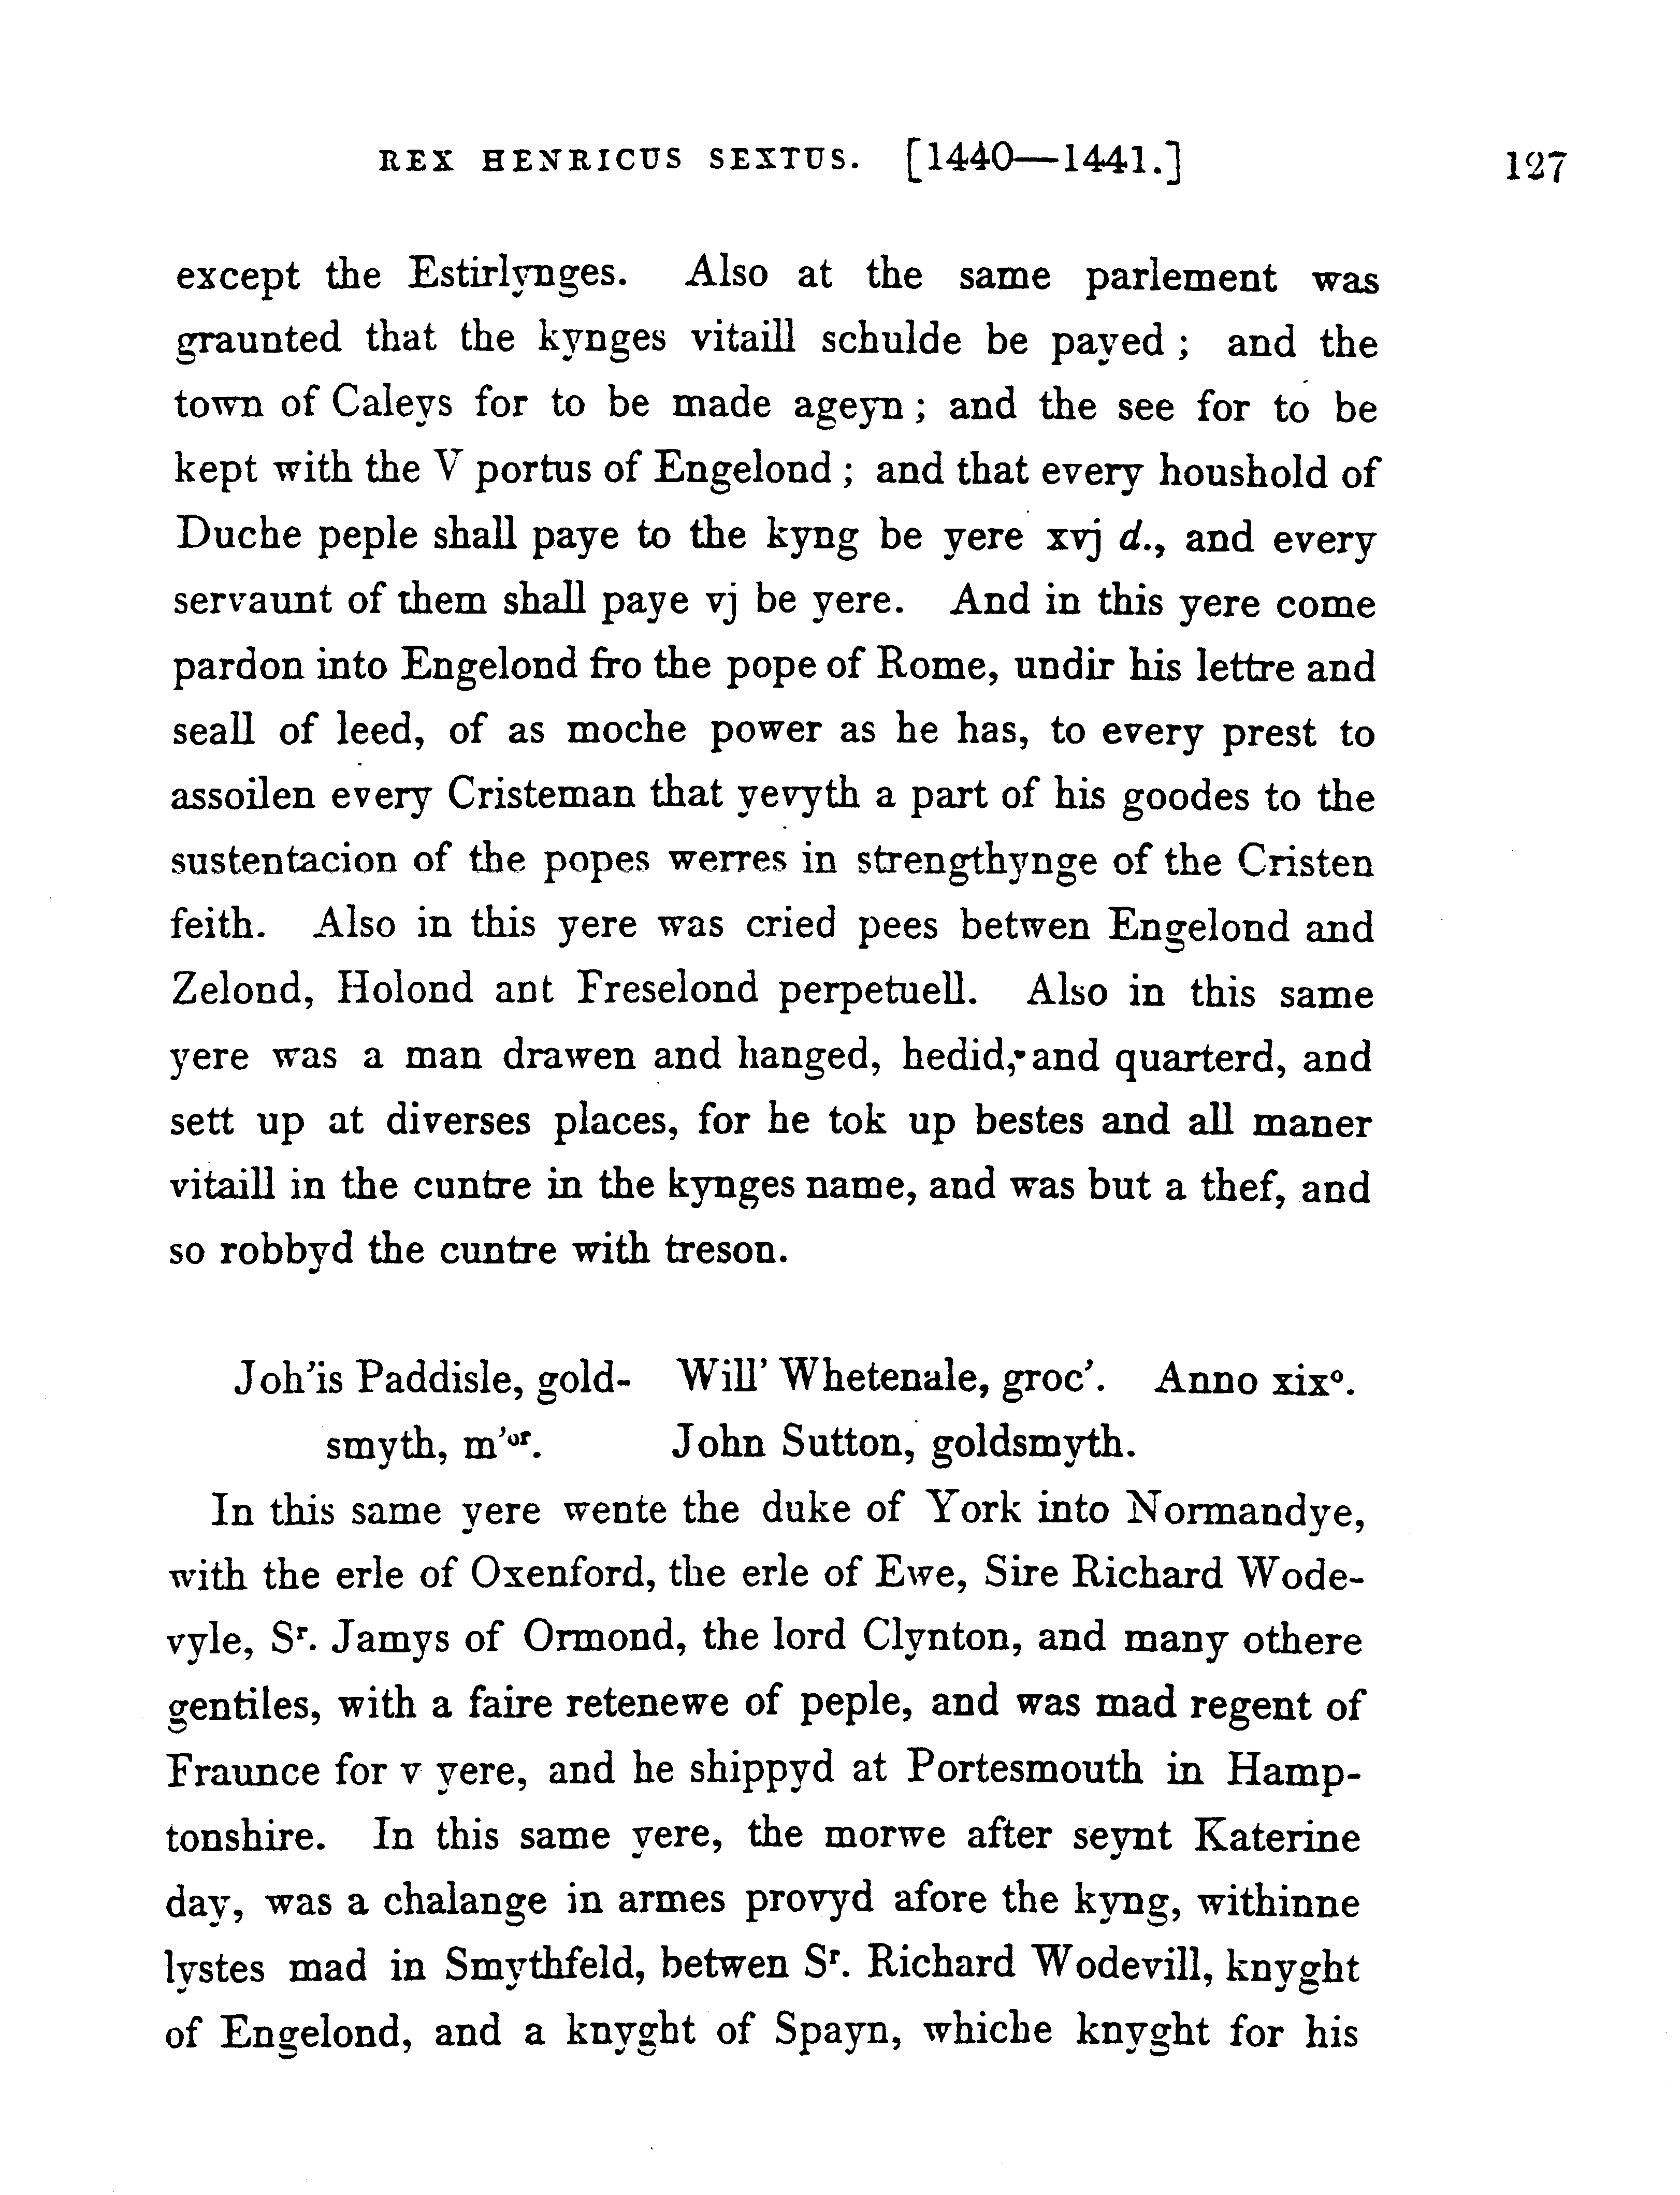 REX HENRICUS SEXTUS. [1440—1441.] 127
except the Estirlynges. Also at the same parlement was
graunted that the kynges vitaill schulde be payed; and the
town of Caleys for to be made ageyn; and the see for to be
kept with the V portus of Engelond; and that every houshold of
Duche peple shall paye to the kyng be yere xvj d., and every
servaunt of them shall paye vj be yere. And in this yere come
pardon into Engelond fro the pope of Rome, undir his lettre and
seall of leed, of as moche power as he has, to every prest to
assoilen every Cristeman that yevyth a part of his goodes to the
sustentacion of the popes werres in strengthynge of the Cristen
feith. Also in this yere was cried pees betwen Engelond and
Zelond, Holond ant Freselond perpetuell. Also in this same
yere was a man drawen and hanged, hedid, and quarterd, and
sett up at diverses places, for he tok up bestes and all maner
vitaill in the cuntre in the kynges name, and was but a thef, and
so robbyd the cuntre with treson.
Joh'is Paddisle, gold- Will' Whetenale, groc'. Anno xixº.
smyth, m'ᵒʳ. John Sutton, goldsmyth.
In this same yere wente the duke of York into Normandye,
with the erle of Oxenford, the erle of Ewe, Sire Richard Wode-
vyle, Sʳ. Jamys of Ormond, the lord Clynton, and many othere
gentiles, with a faire retenewe of peple, and was mad regent of
Fraunce for v yere, and he shippyd at Portesmouth in Hamp-
tonshire. In this same yere, the morwe after seynt Katerine
day, was a chalange in armes provyd afore the kyng, withinne
lystes mad in Smythfeld, betwen Sʳ. Richard Wodevill, knyght
of Engelond, and a knyght of Spayn, whiche knyght for his